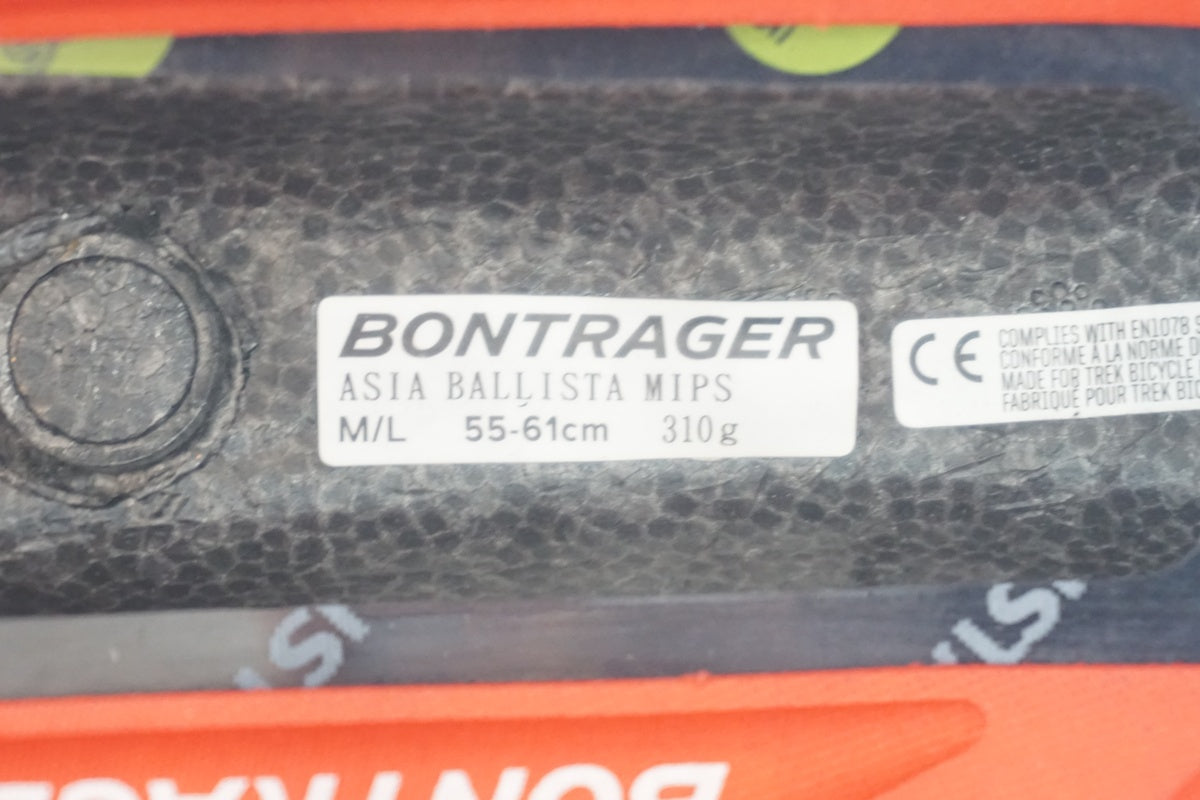 BONTRAGER
ASIA BALLISTA MIPS
M/L 55-61cm 310g
CE
COMPLIES WITH EN1078
CONFORME À LA NORME
MADE FOR TREK BICYCLE
FABRIQUÉ POUR TREK
BONTRAGE